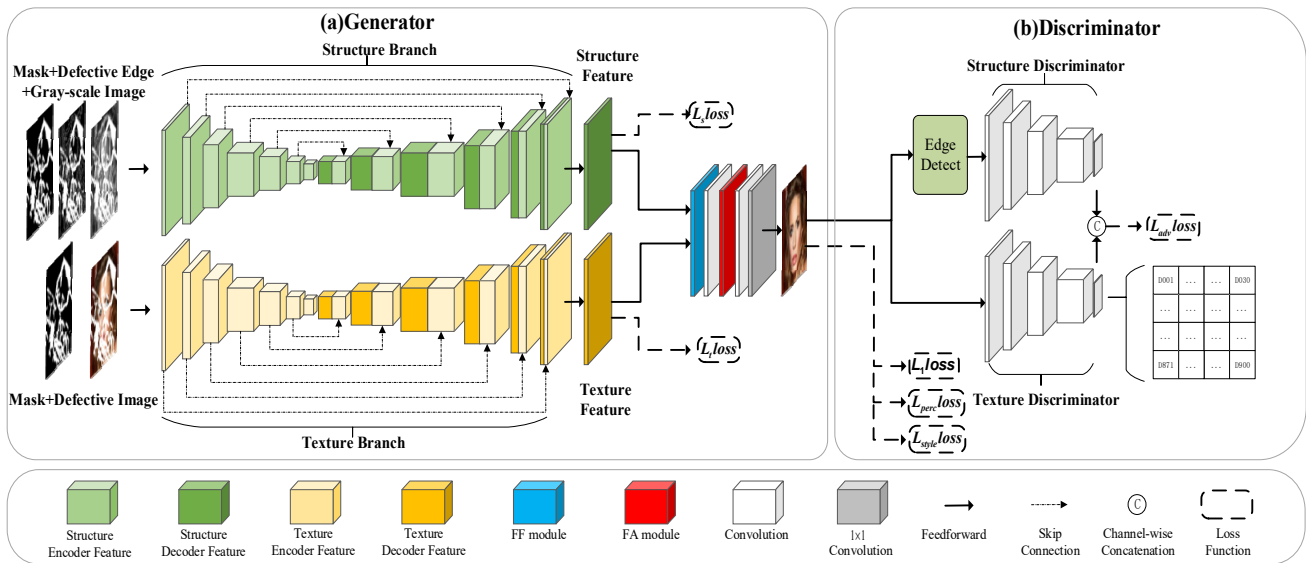 (a)Generator
Structure Branch
Mask+Defective Edge
+Gray-scale Image
Structure
Feature
L_s loss
Mask+Defective Image
Texture Branch
Texture
Feature
L_t loss
L_1 loss
L_perc loss
L_style loss
(b)Discriminator
Structure Discriminator
Edge
Detect
C
L_adv loss
Texture Discriminator
D001 ... ... D030
... ... ... ...
... ... ... ...
D871 ... ... D900
Structure
Encoder Feature
Structure
Decoder Feature
Texture
Encoder Feature
Texture
Decoder Feature
FF module
FA module
Convolution
1×1
Convolution
Feedforward
Skip
Connection
C
Channel-wise
Concatenation
Loss
Function